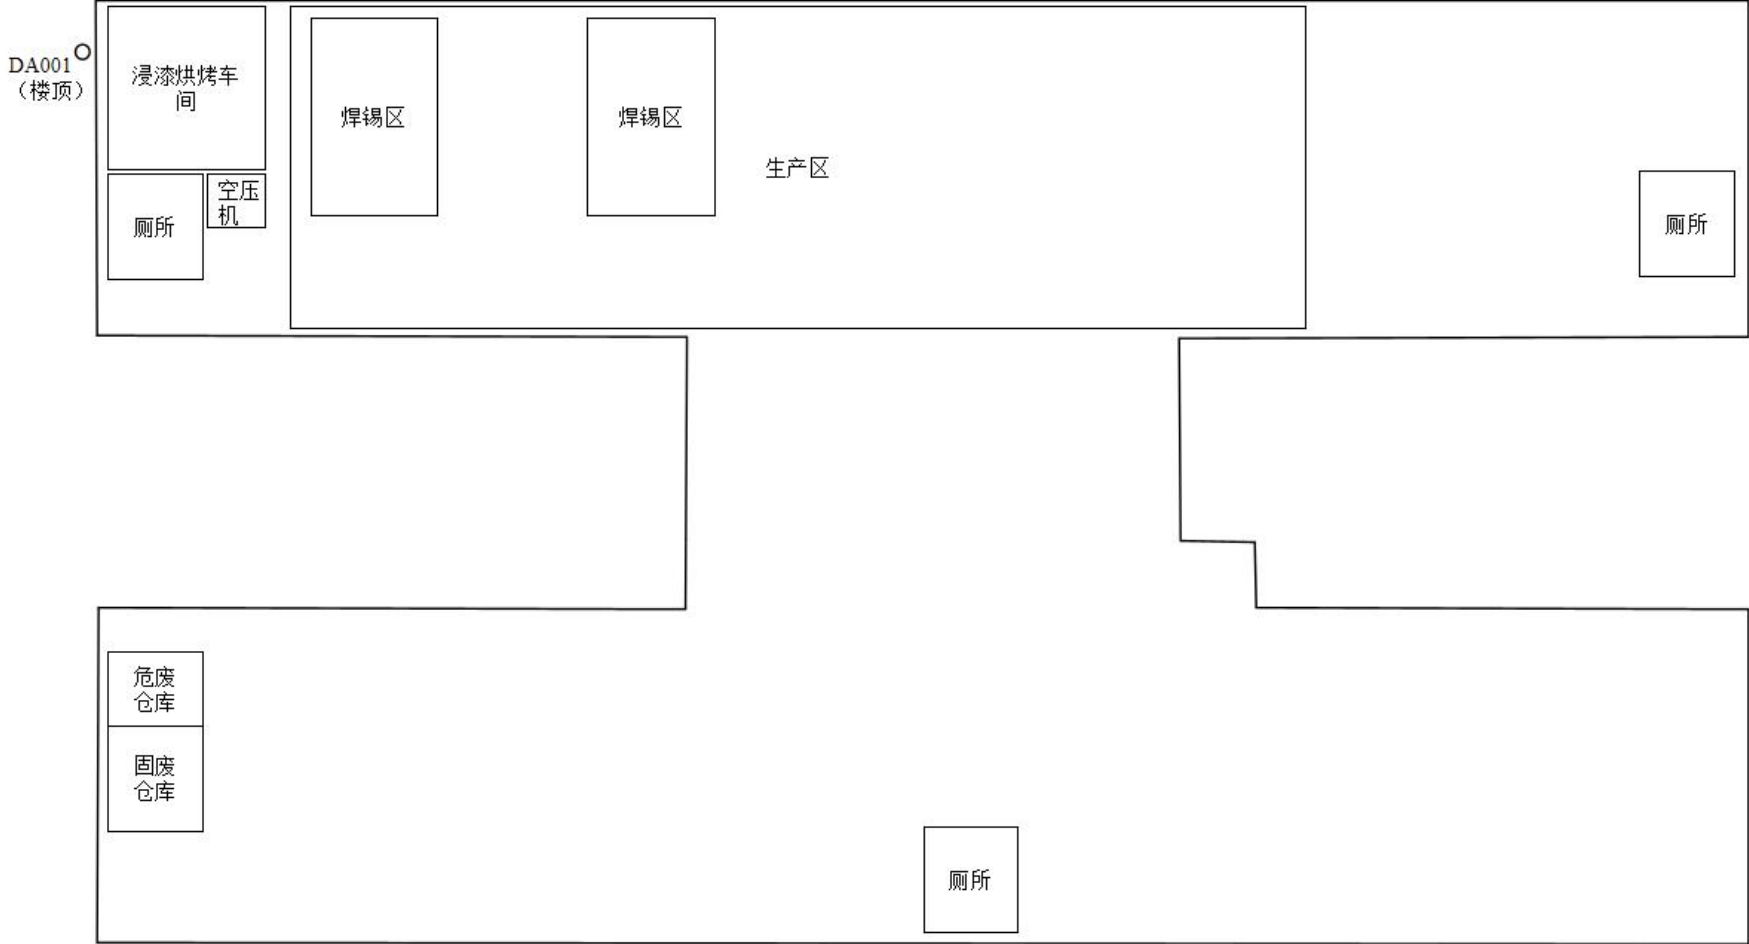 DA001
（楼顶）
浸漆烘烤车
间
焊锡区
焊锡区
生产区
空压
机
厕所
厕所
危废
仓库
固废
仓库
厕所